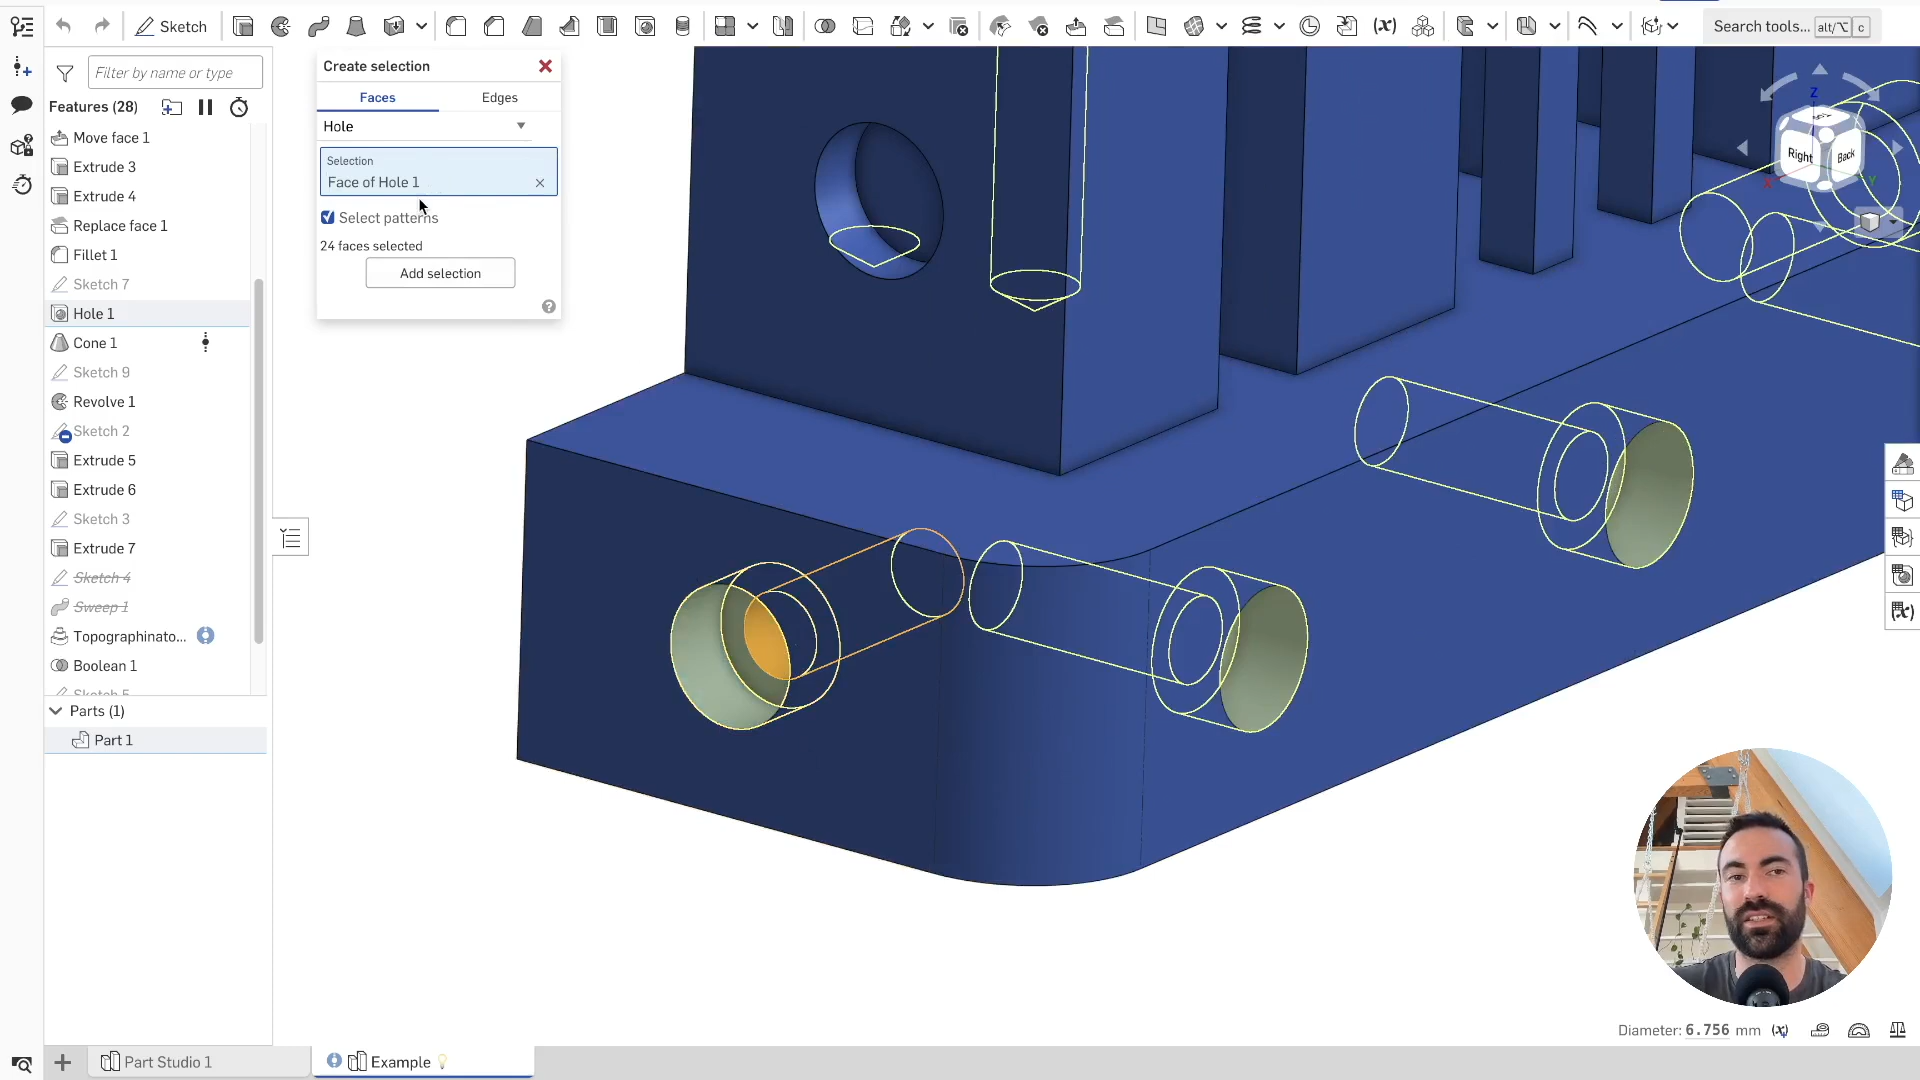 Sketch
Search tools...
alt/⌥
c
Filter by name or type
Features (28)
Move face 1
Extrude 3
Extrude 4
Replace face 1
Fillet 1
Sketch 7
Hole 1
Cone 1
Sketch 9
Revolve 1
Sketch 2
Extrude 5
Extrude 6
Sketch 3
Extrude 7
Sketch 4
Sweep 1
Topographinato...
Boolean 1
Sketch 5
Parts (1)
Part 1
Create selection
Faces
Edges
Hole
Selection
Face of Hole 1
Select patterns
24 faces selected
Add selection
Z
Right
Back
X
Y
(x)
Diameter: 6.756 mm
Part Studio 1
Example